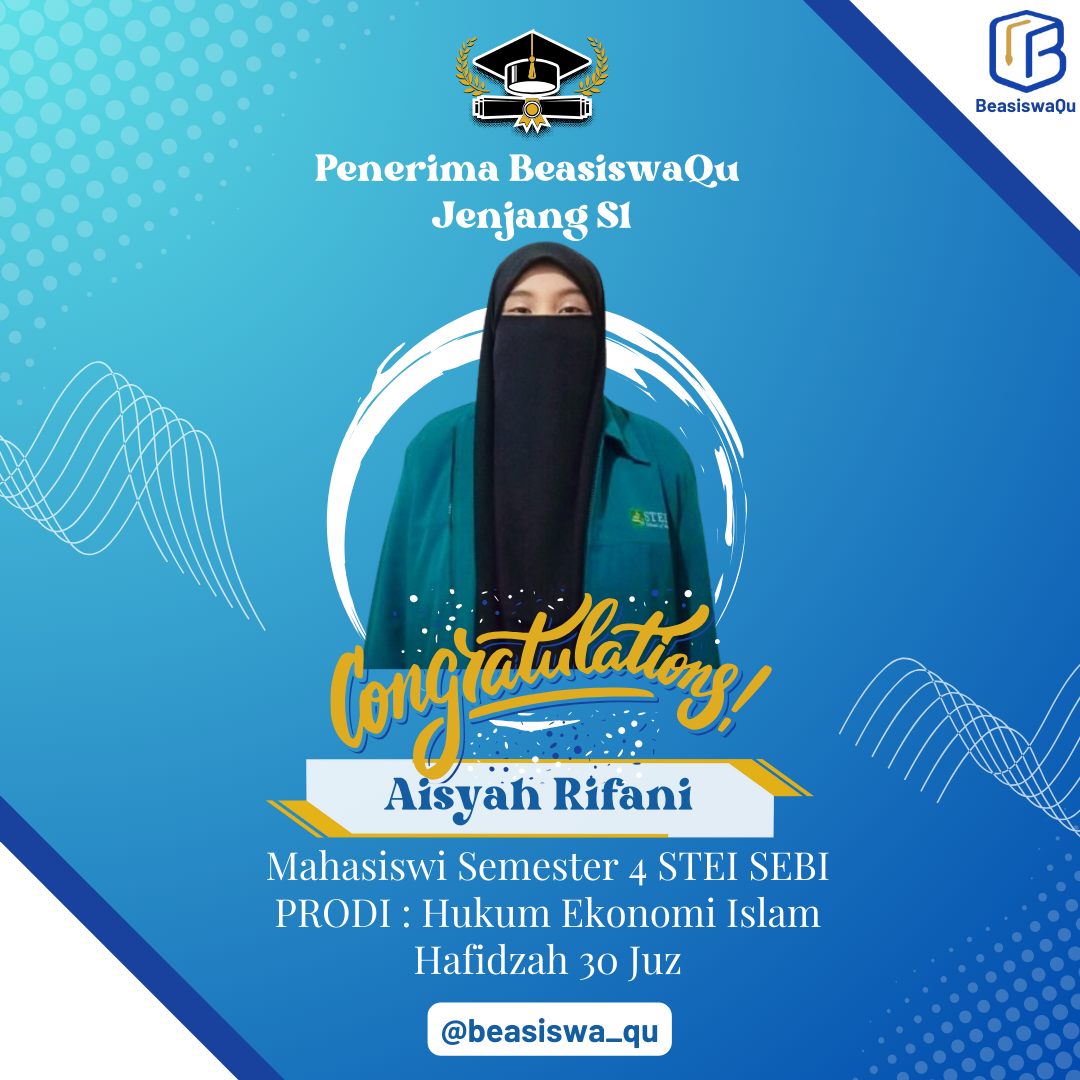 BeasiswaQu
Penerima BeasiswaQu
Jenjang S1
STEI
Congratulations!
Aisyah Rifani
Mahasiswi Semester 4 STEI SEBI
PRODI : Hukum Ekonomi Islam
Hafidzah 30 Juz
@beasiswa_qu